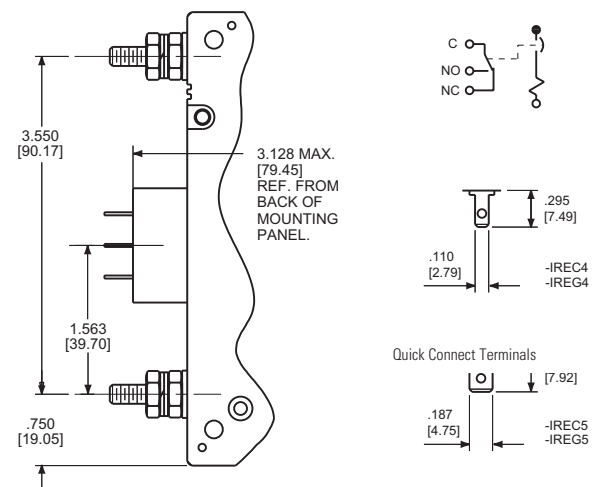 3.550
[90.17]
3.128 MAX.
[79.45]
REF. FROM
BACK OF
MOUNTING
PANEL.
1.563
[39.70]
.750
[19.05]
C
NO
NC
.295
[7.49]
.110
[2.79]
-IREC4
-IREG4
Quick Connect Terminals
[7.92]
.187
[4.75]
-IREC5
-IREG5